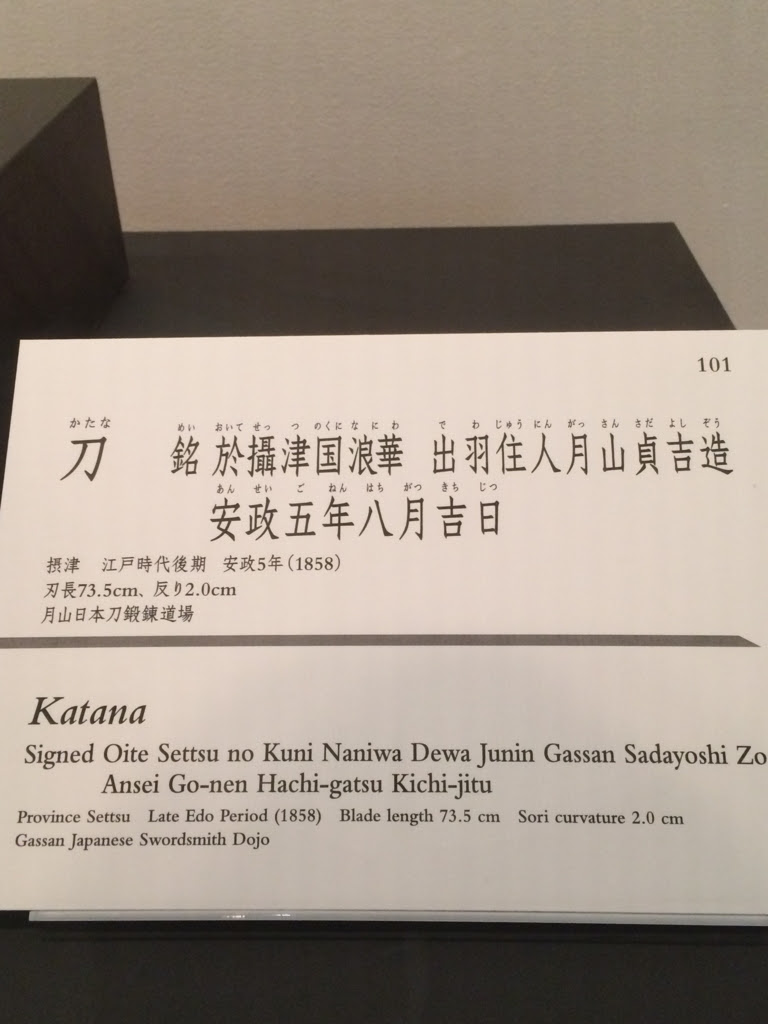 101
かたな めい おいて せっ つ のくに な に わ で わ じゅう にん がっ さん さだ よし ぞう
刀 銘 於攝津国浪華 出羽住人月山貞吉造
あん せい ご ねん はち がつ きち じつ
安政五年八月吉日
摂津 江戸時代後期 安政5年(1858)
刃長73.5cm、反り2.0cm
月山日本刀鍛錬道場
Katana
Signed Oite Settsu no Kuni Naniwa Dewa Junin Gassan Sadayoshi Zo
Ansei Go-nen Hachi-gatsu Kichi-jitu
Province Settsu Late Edo Period (1858) Blade length 73.5 cm Sori curvature 2.0 cm
Gassan Japanese Swordsmith Dojo